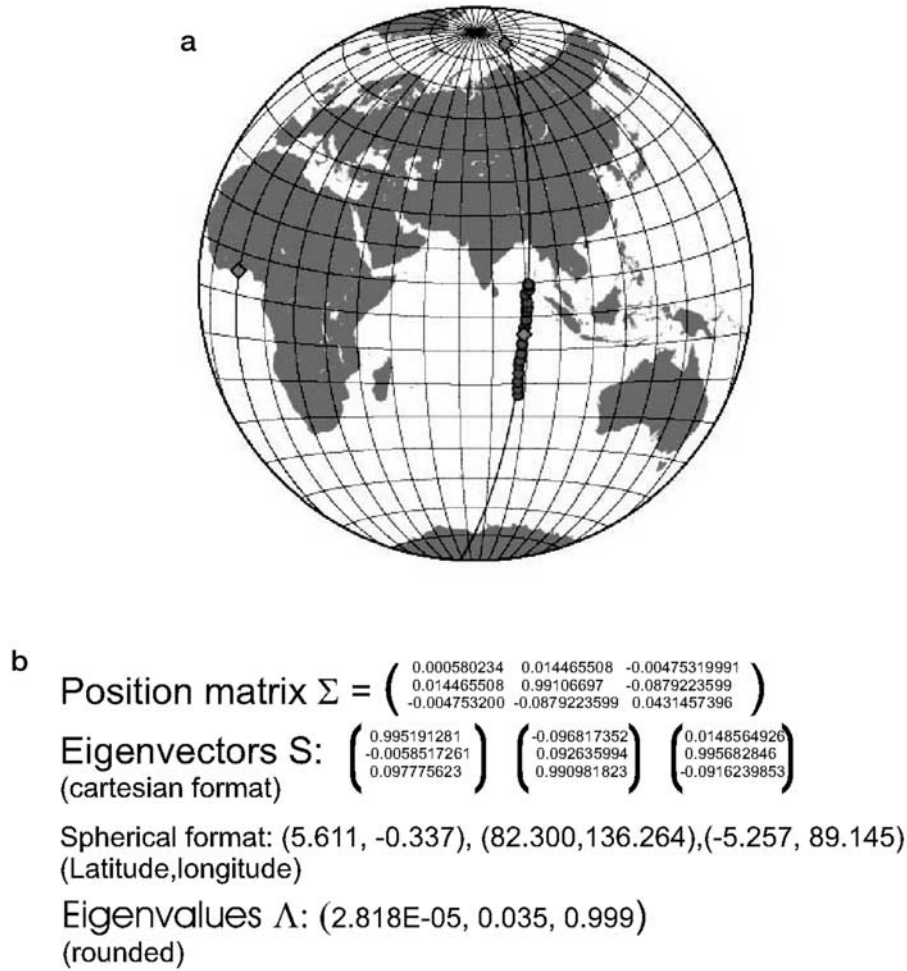 a
b
Position matrix Σ = ( 0.000580234 0.014465508 -0.00475319991
0.014465508 0.99106697 -0.0879223599
-0.004753200 -0.0879223599 0.0431457396 )
Eigenvectors S: ( 0.995191281 ) ( -0.096817352 ) ( 0.0148564926 )
-0.0058517261 0.092635994 0.995682846
0.097775623 0.990981823 -0.0916239853
(cartesian format)
Spherical format: (5.611, -0.337), (82.300,136.264),(-5.257, 89.145)
(Latitude,longitude)
Eigenvalues Λ: (2.818E-05, 0.035, 0.999)
(rounded)